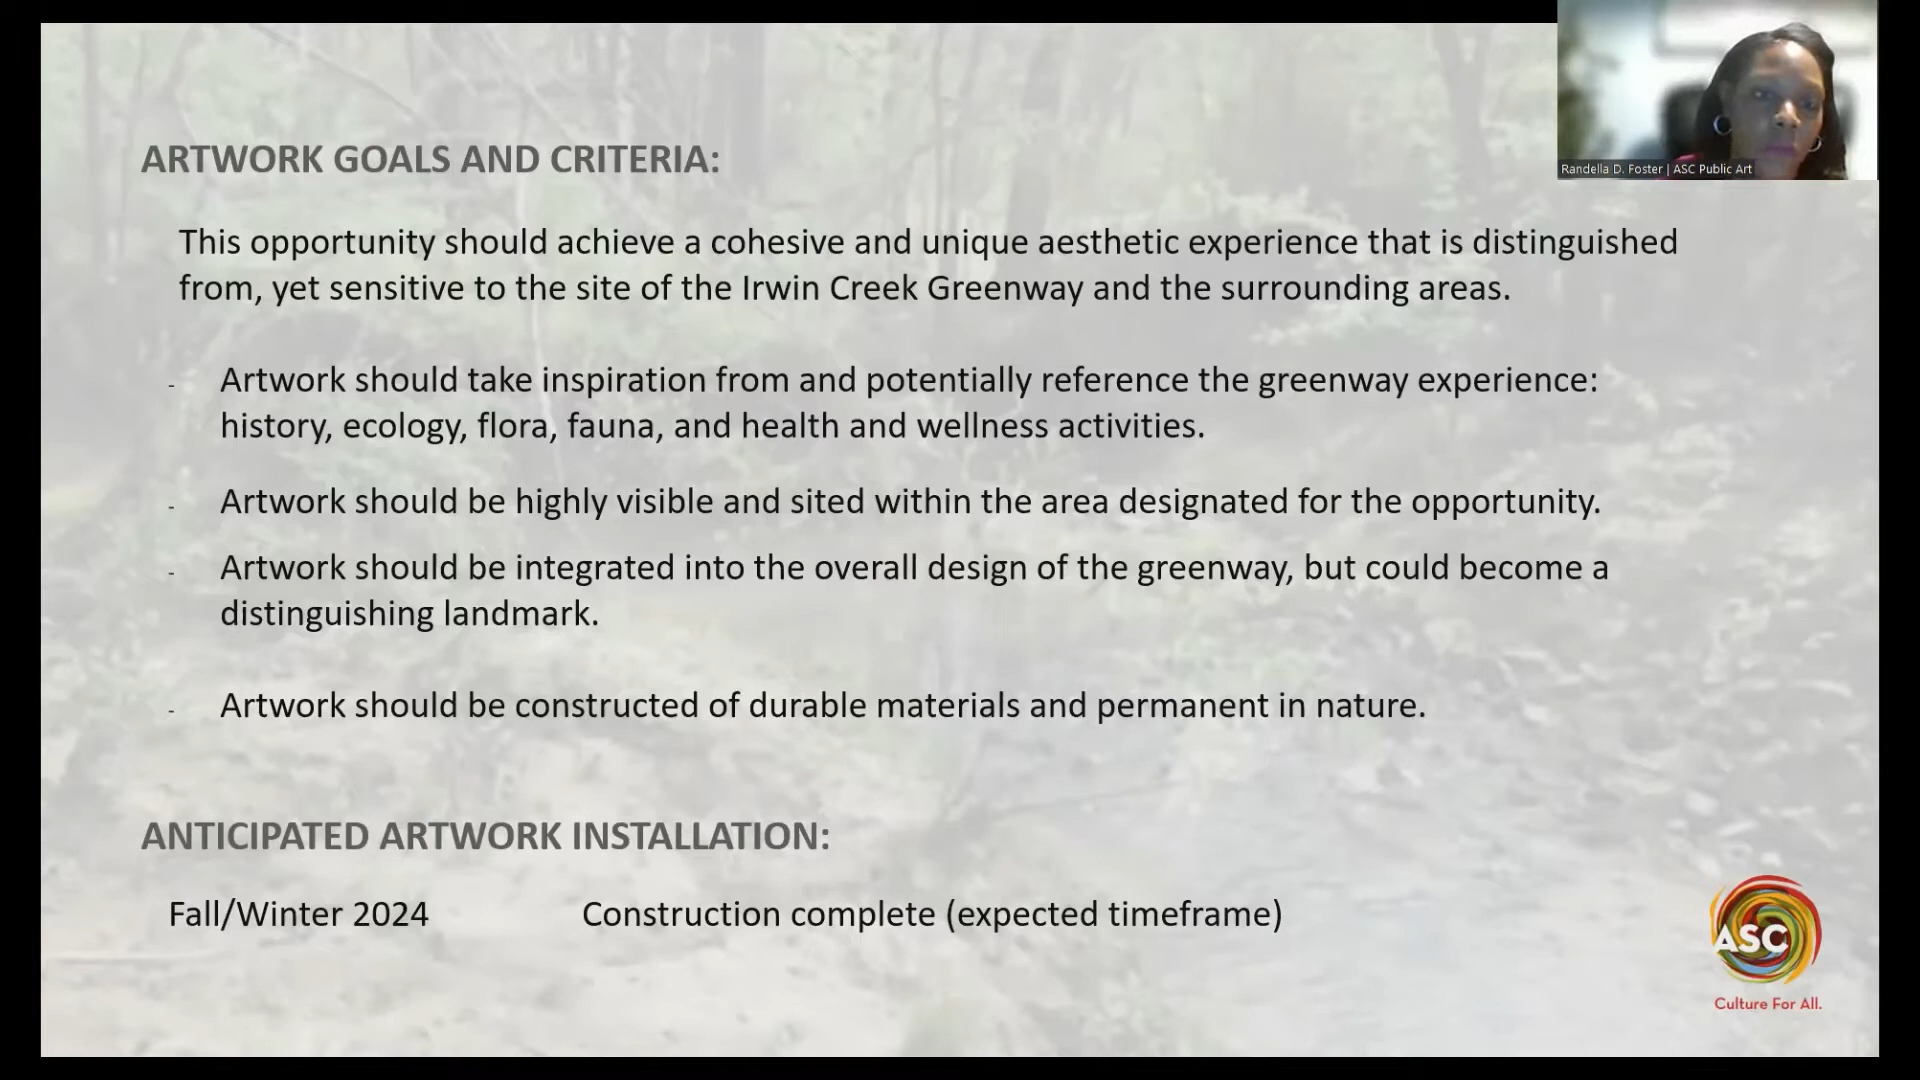 Randella D. Foster | ASC Public Art
ARTWORK GOALS AND CRITERIA:
This opportunity should achieve a cohesive and unique aesthetic experience that is distinguished
from, yet sensitive to the site of the Irwin Creek Greenway and the surrounding areas.
- Artwork should take inspiration from and potentially reference the greenway experience:
history, ecology, flora, fauna, and health and wellness activities.
- Artwork should be highly visible and sited within the area designated for the opportunity.
- Artwork should be integrated into the overall design of the greenway, but could become a
distinguishing landmark.
- Artwork should be constructed of durable materials and permanent in nature.
ANTICIPATED ARTWORK INSTALLATION:
Fall/Winter 2024 Construction complete (expected timeframe)
ASC
Culture For All.